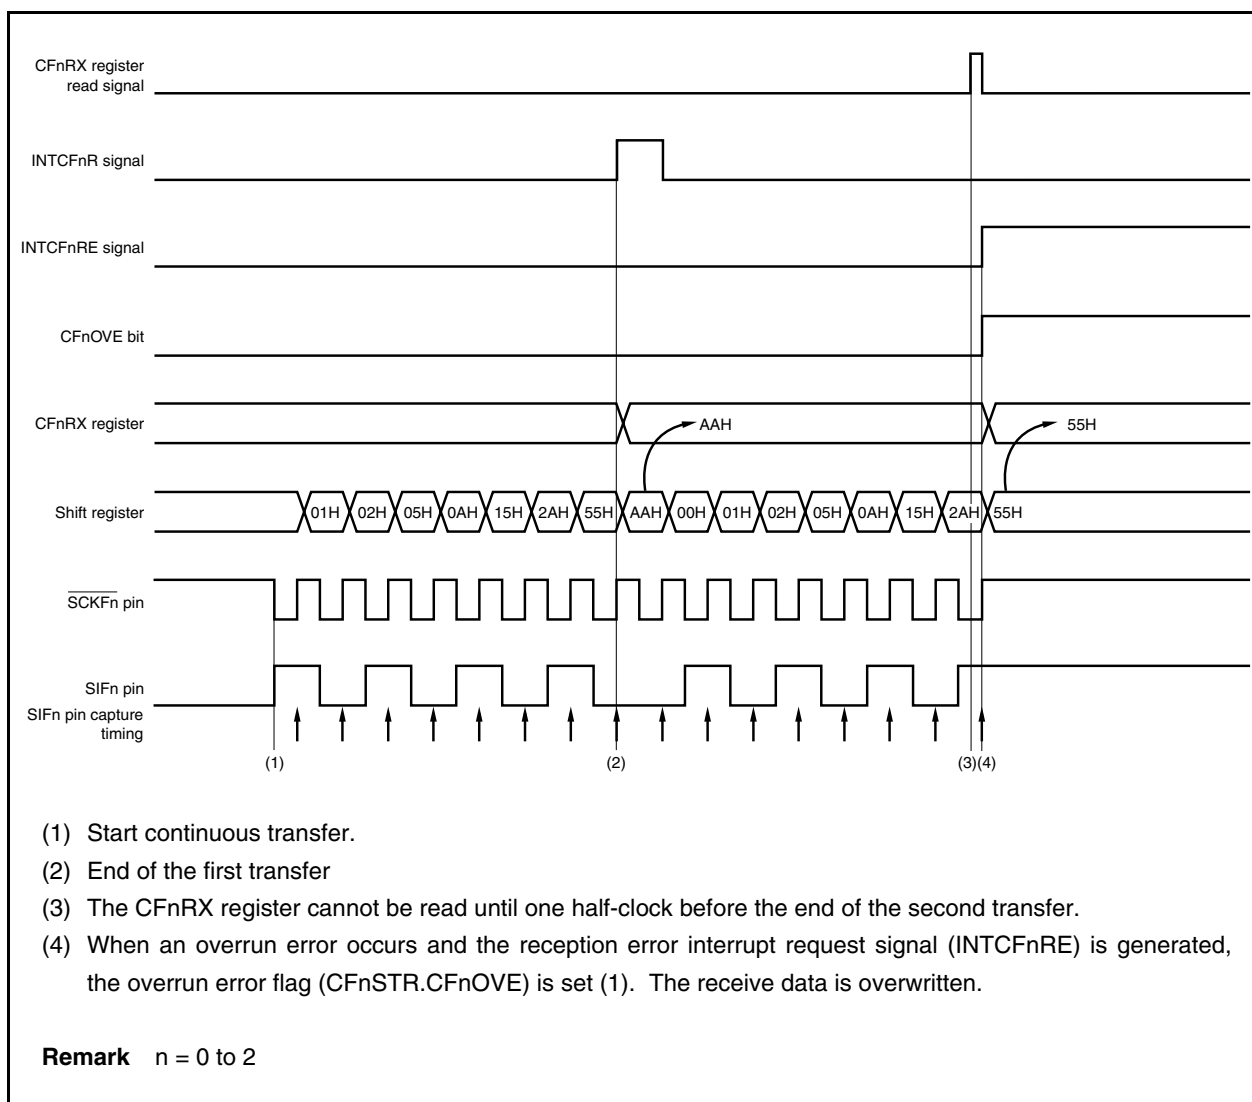 CFnRX register
read signal
INTCFnR signal
INTCFnRE signal
CFnOVE bit
CFnRX register
AAH
55H
Shift register
01H 02H 05H 0AH 15H 2AH 55H AAH 00H 01H 02H 05H 0AH 15H 2AH 55H
SCKFn pin
SIFn pin
SIFn pin capture
timing
(1) (2) (3) (4)
(1) Start continuous transfer.
(2) End of the first transfer
(3) The CFnRX register cannot be read until one half-clock before the end of the second transfer.
(4) When an overrun error occurs and the reception error interrupt request signal (INTCFnRE) is generated,
the overrun error flag (CFnSTR.CFnOVE) is set (1). The receive data is overwritten.
Remark n = 0 to 2